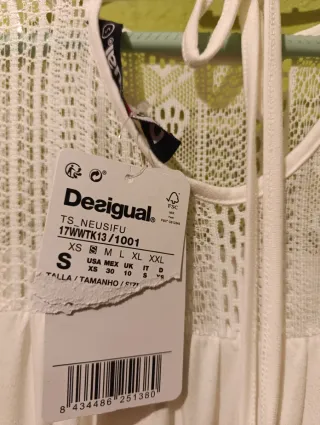 Desigual®
TS_NEUSIFU
17WWTK13/1001
XS S M L XL XXL
S
USA MEX UK IT D
XS 30 10 S
TALLA / TAMANHO /
FSC
8 434486 251380